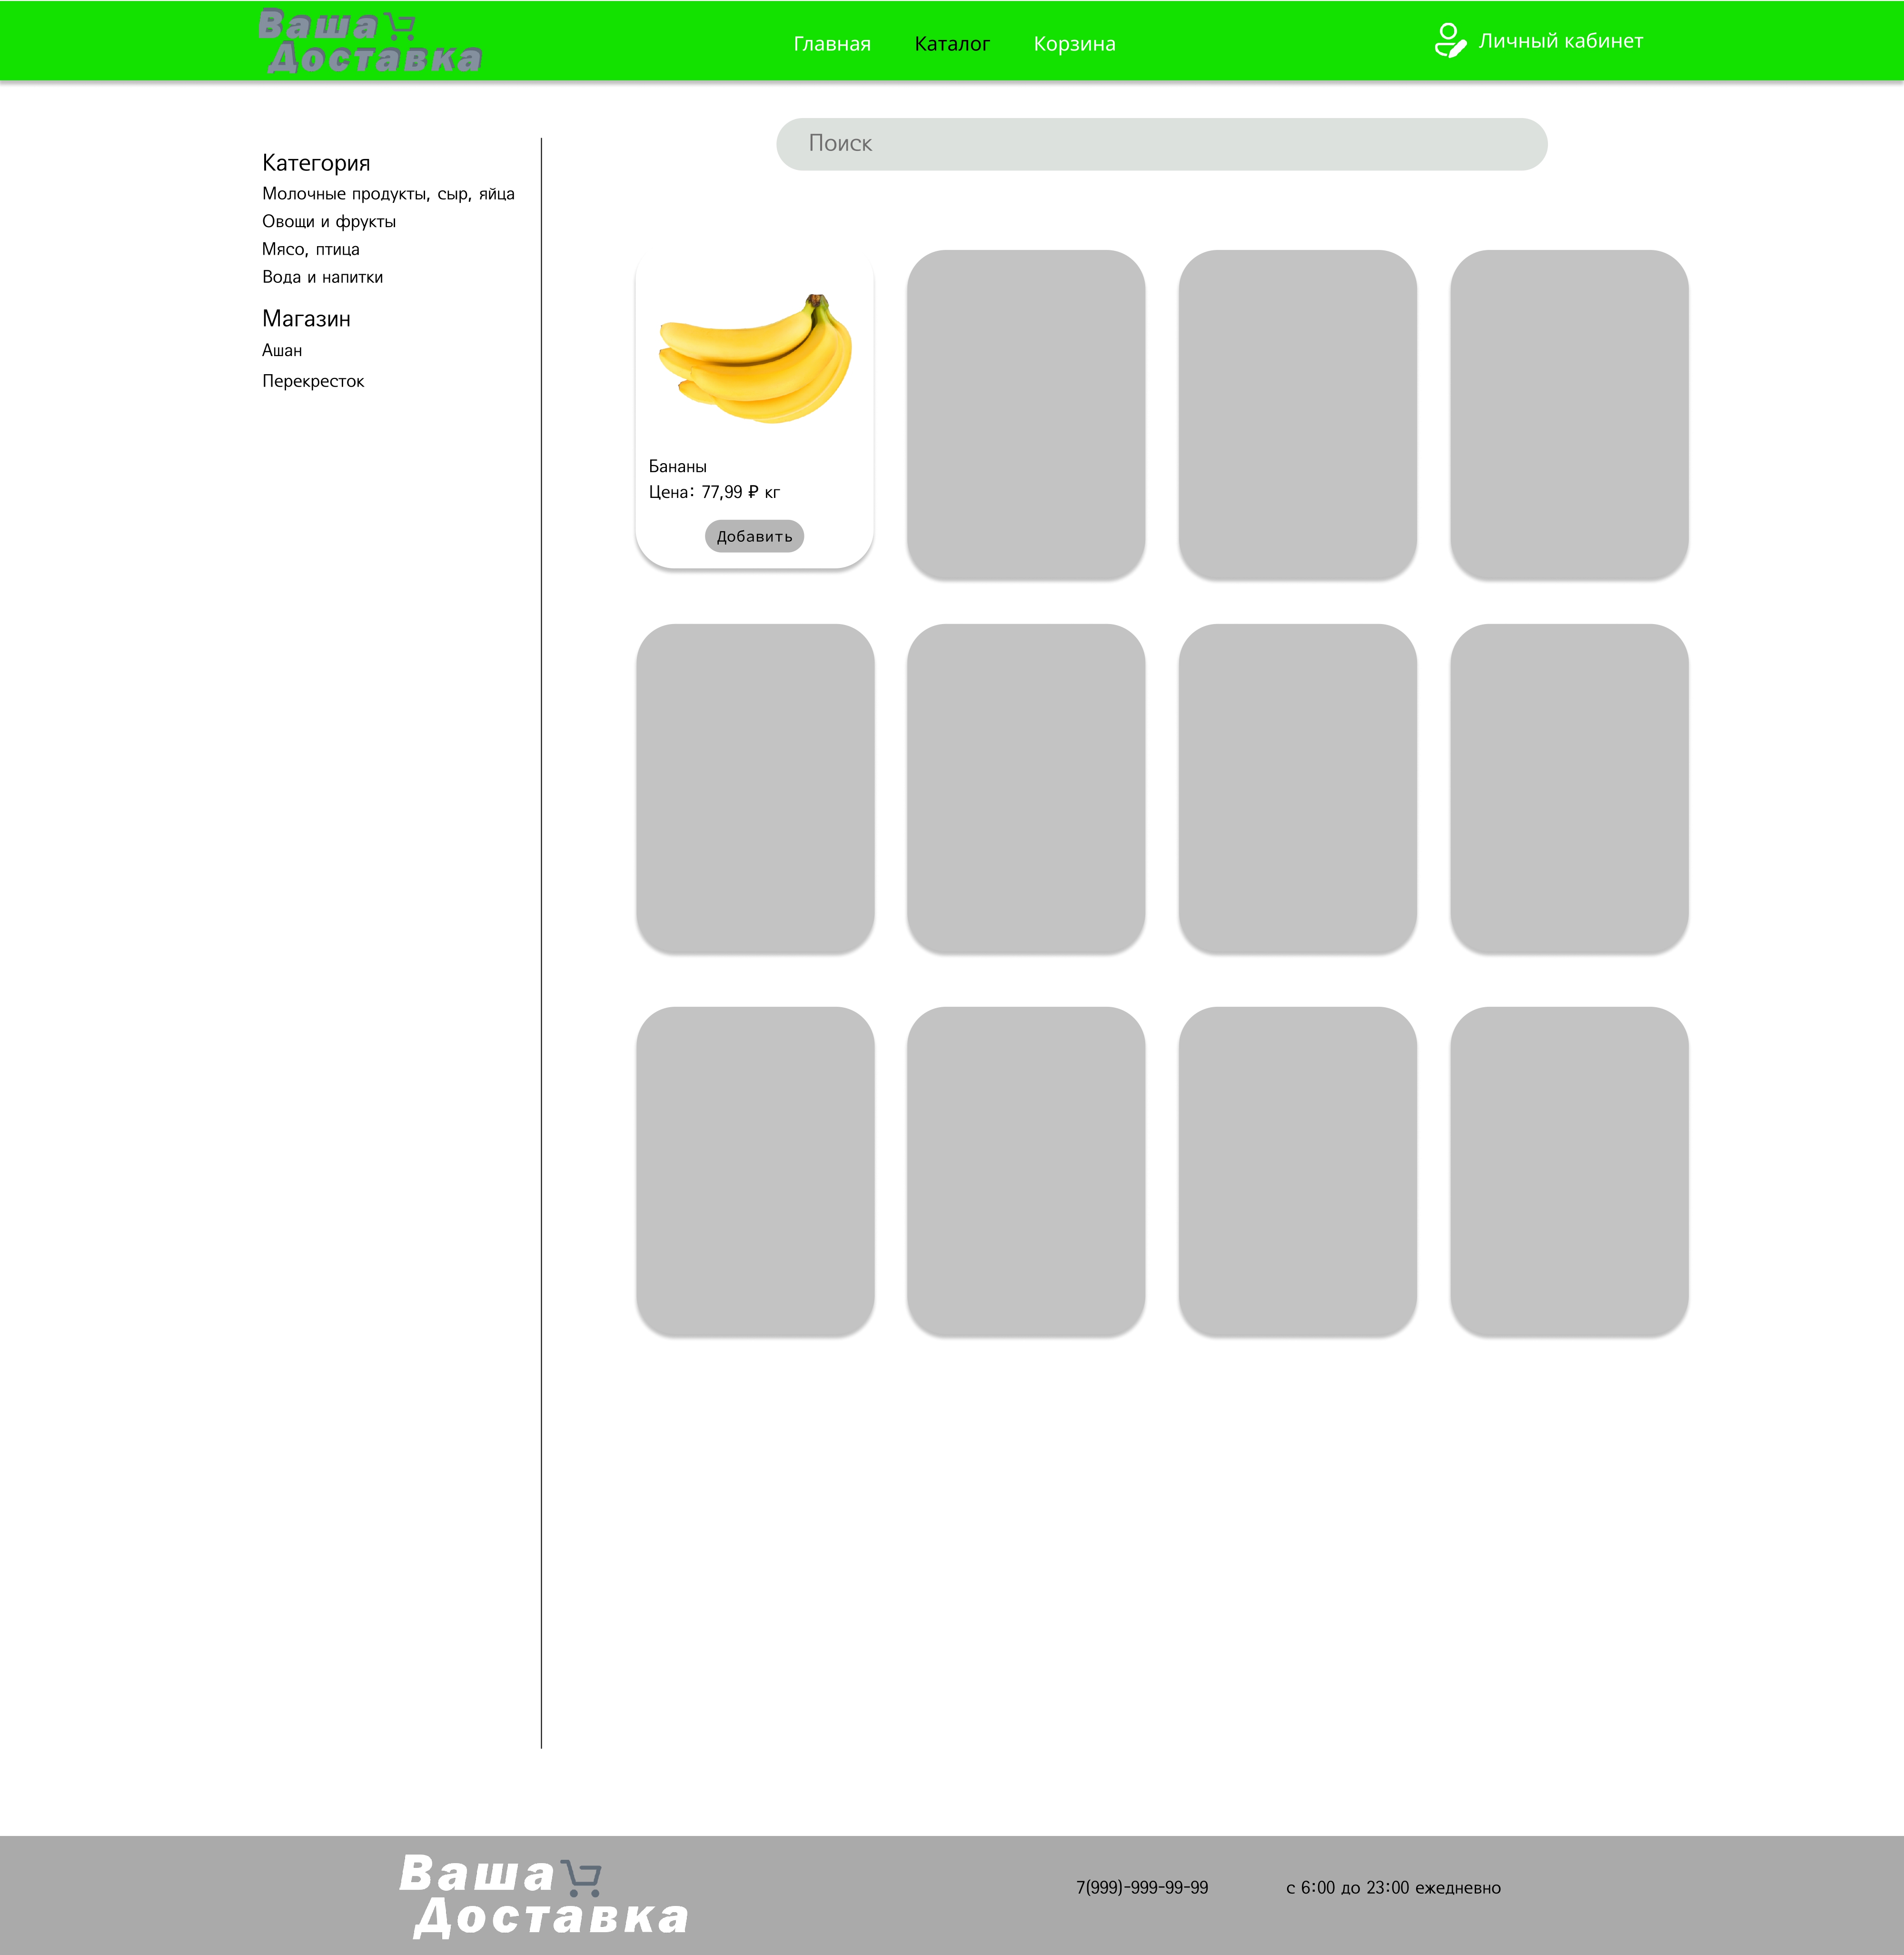 Ваша
Доставка
Главная Каталог Корзина
Личный кабинет
Поиск
Категория
Молочные продукты, сыр, яйца
Овощи и фрукты
Мясо, птица
Вода и напитки
Магазин
Ашан
Перекресток
Бананы
Цена: 77,99 ₽ кг
Добавить
Ваша
Доставка
7(999)-999-99-99
с 6:00 до 23:00 ежедневно